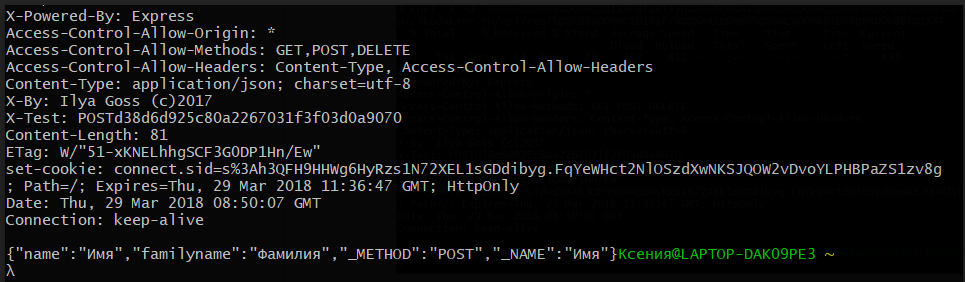 X-Powered-By: Express
Access-Control-Allow-Origin: *
Access-Control-Allow-Methods: GET,POST,DELETE
Access-Control-Allow-Headers: Content-Type, Access-Control-Allow-Headers
Content-Type: application/json; charset=utf-8
X-By: Ilya Goss (c)2017
X-Test: POSTd38d6d925c80a2267031f3f03d0a9070
Content-Length: 81
ETag: W/"51-xKNELhhgSCF3GODP1Hn/Ew"
set-cookie: connect.sid=s%3Ah3QFH9HHWg6HyRzs1N72XEL1sGDdibyg.FqYeWHct2NlOSzdXwNKSJQOW2vDvoYLPHBPaZS1zv8g
; Path=/; Expires=Thu, 29 Mar 2018 11:36:47 GMT; HttpOnly
Date: Thu, 29 Mar 2018 08:50:07 GMT
Connection: keep-alive
{"name":"Имя","familyname":"Фамилия","_METHOD":"POST","_NAME":"Имя"}Ксения@LAPTOP-DAKO9PE3 ~
λ